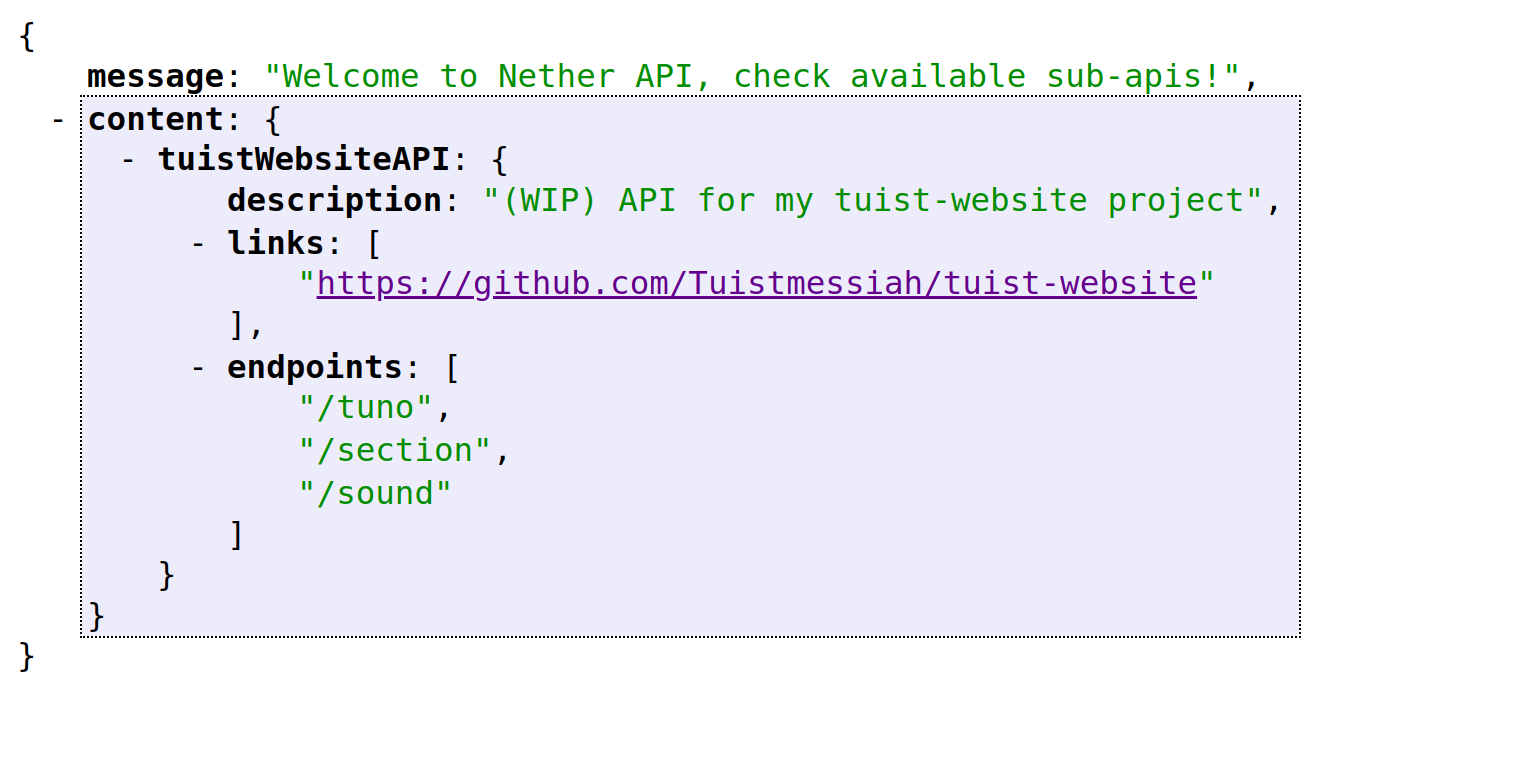 {
message: "Welcome to Nether API, check available sub-apis!",
- content: {
- tuistWebsiteAPI: {
description: "(WIP) API for my tuist-website project",
- links: [
"https://github.com/Tuistmessiah/tuist-website"
],
- endpoints: [
"/tuno",
"/section",
"/sound"
]
}
}
}